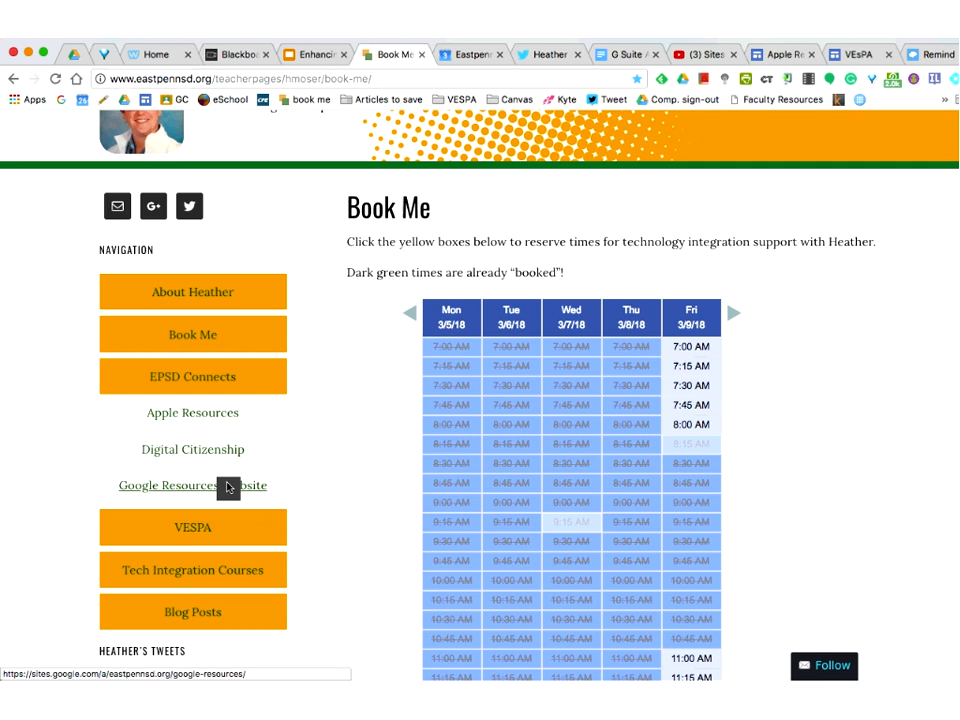 Home
Blackboa
Enhancin
Book Me
Eastpenn
Heather
G Suite /
(3) Sites
Apple Re
VEsPA
Remind
www.eastpennsd.org/teacherpages/hmoser/book-me/
Apps
GC
eSchool
book me
Articles to save
VESPA
Canvas
Kyte
Tweet
Comp. sign-out
Faculty Resources
»
NAVIGATION
About Heather
Book Me
EPSD Connects
Apple Resources
Digital Citizenship
Google Resources bsite
VESPA
Tech Integration Courses
Blog Posts
HEATHER'S TWEETS
Book Me
Click the yellow boxes below to reserve times for technology integration support with Heather.
Dark green times are already “booked”!
Mon Tue Wed Thu Fri
3/5/18 3/6/18 3/7/18 3/8/18 3/9/18
7:00 AM 7:00 AM 7:00 AM 7:00 AM 7:00 AM
7:15 AM 7:15 AM 7:15 AM 7:15 AM 7:15 AM
7:30 AM 7:30 AM 7:30 AM 7:30 AM 7:30 AM
7:45 AM 7:45 AM 7:45 AM 7:45 AM 7:45 AM
8:00 AM 8:00 AM 8:00 AM 8:00 AM 8:00 AM
8:15 AM 8:15 AM 8:15 AM 8:15 AM 8:15 AM
8:30 AM 8:30 AM 8:30 AM 8:30 AM 8:30 AM
8:45 AM 8:45 AM 8:45 AM 8:45 AM 8:45 AM
9:00 AM 9:00 AM 9:00 AM 9:00 AM 9:00 AM
9:15 AM 9:15 AM 9:15 AM 9:15 AM 9:15 AM
9:30 AM 9:30 AM 9:30 AM 9:30 AM 9:30 AM
9:45 AM 9:45 AM 9:45 AM 9:45 AM 9:45 AM
10:00 AM 10:00 AM 10:00 AM 10:00 AM 10:00 AM
10:15 AM 10:15 AM 10:15 AM 10:15 AM 10:15 AM
10:30 AM 10:30 AM 10:30 AM 10:30 AM 10:30 AM
10:45 AM 10:45 AM 10:45 AM 10:45 AM 10:45 AM
11:00 AM 11:00 AM 11:00 AM 11:00 AM 11:00 AM
11:15 AM 11:15 AM 11:15 AM 11:15 AM 11:15 AM
Follow
https://sites.google.com/a/eastpennsd.org/google-resources/